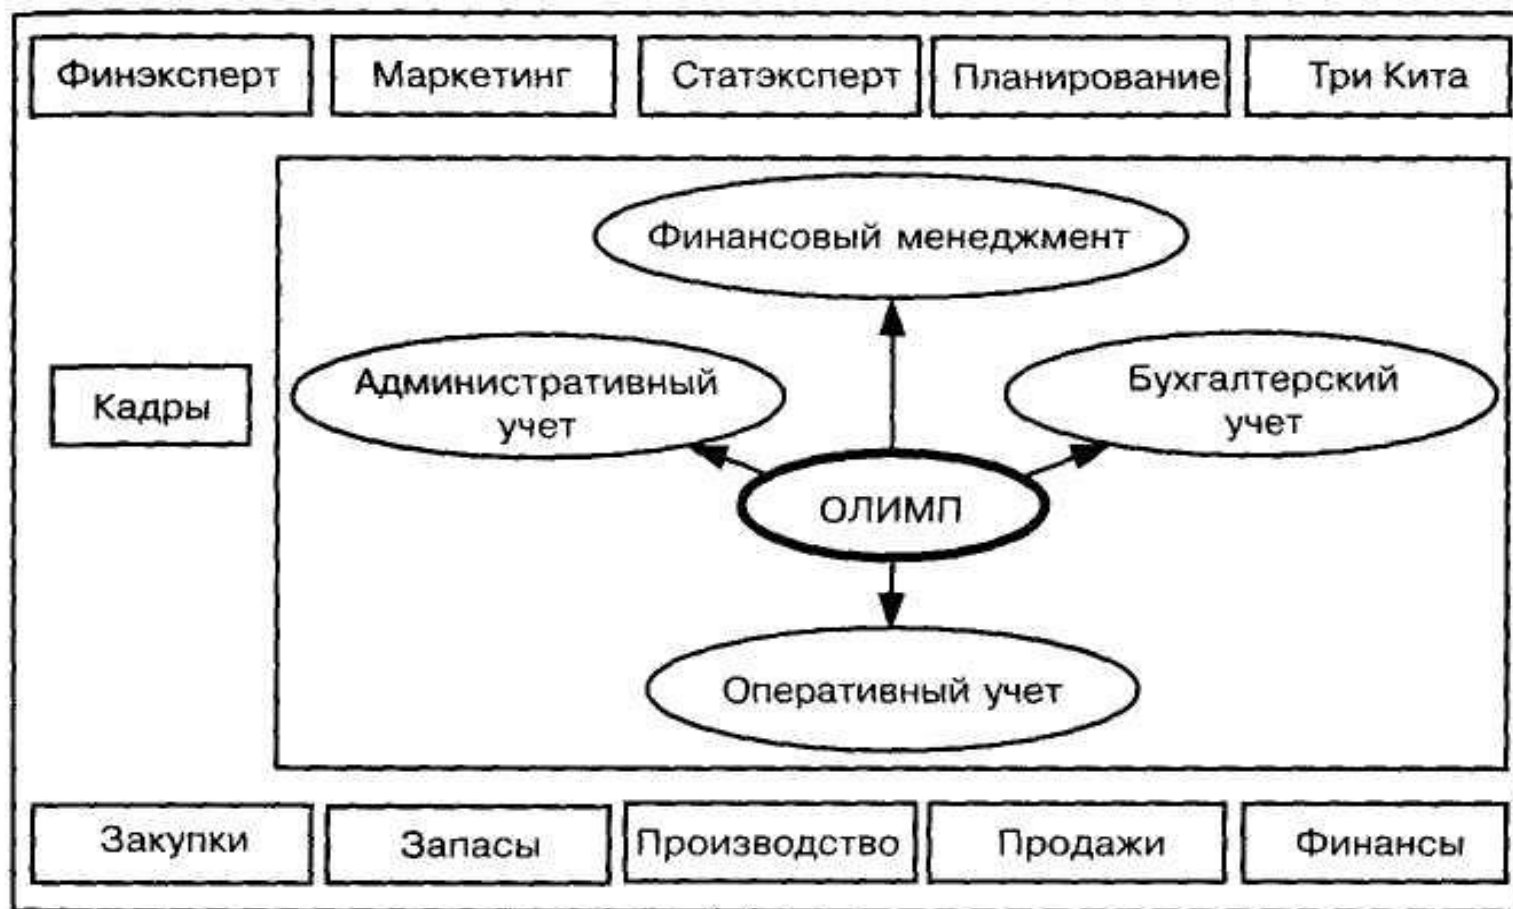 Финэксперт
Маркетинг
Статэксперт
Планирование
Три Кита
Финансовый менеджмент
Административный
учет
Бухгалтерский
учет
Кадры
ОЛИМП
Оперативный учет
Закупки
Запасы
Производство
Продажи
Финансы